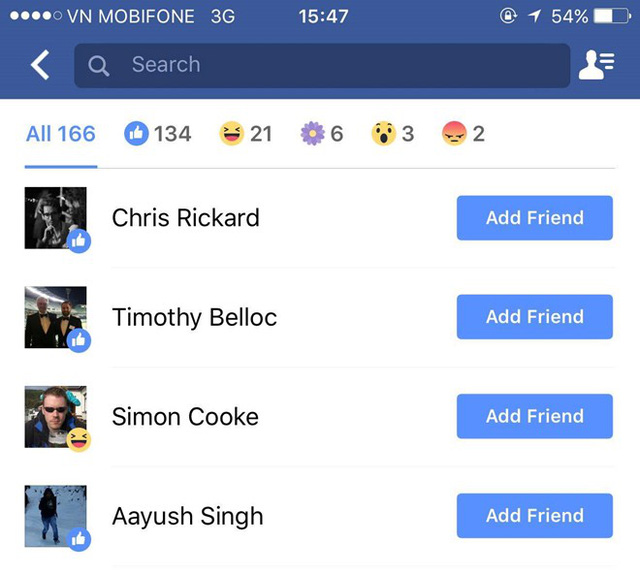 VN MOBIFONE 3G 15:47 54%
Search
All 166 134 21 6 3 2
Chris Rickard Add Friend
Timothy Belloc Add Friend
Simon Cooke Add Friend
Aayush Singh Add Friend